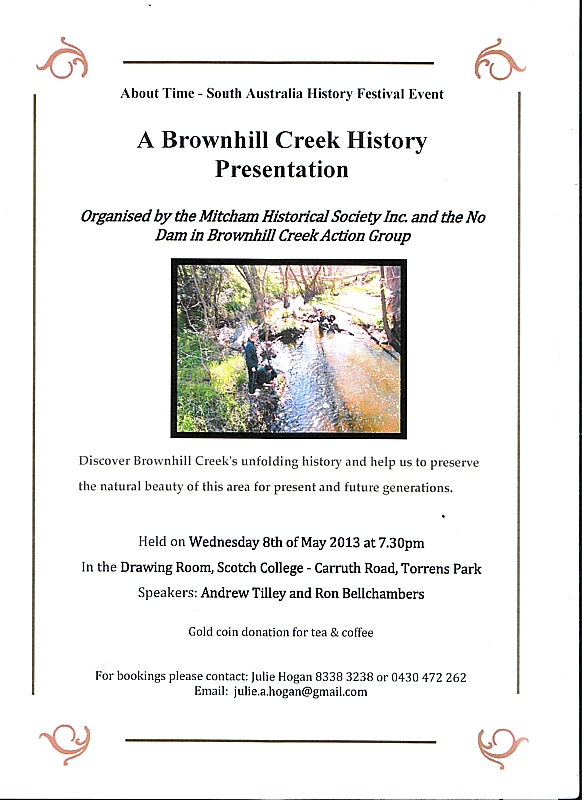 About Time - South Australia History Festival Event
A Brownhill Creek History
Presentation
Organised by the Mitcham Historical Society Inc. and the No
Dam in Brownhill Creek Action Group
Discover Brownhill Creek's unfolding history and help us to preserve
the natural beauty of this area for present and future generations.
Held on Wednesday 8th of May 2013 at 7.30pm
In the Drawing Room, Scotch College - Carruth Road, Torrens Park
Speakers: Andrew Tilley and Ron Bellchambers
Gold coin donation for tea & coffee
For bookings please contact: Julie Hogan 8338 3238 or 0430 472 262
Email: julie.a.hogan@gmail.com